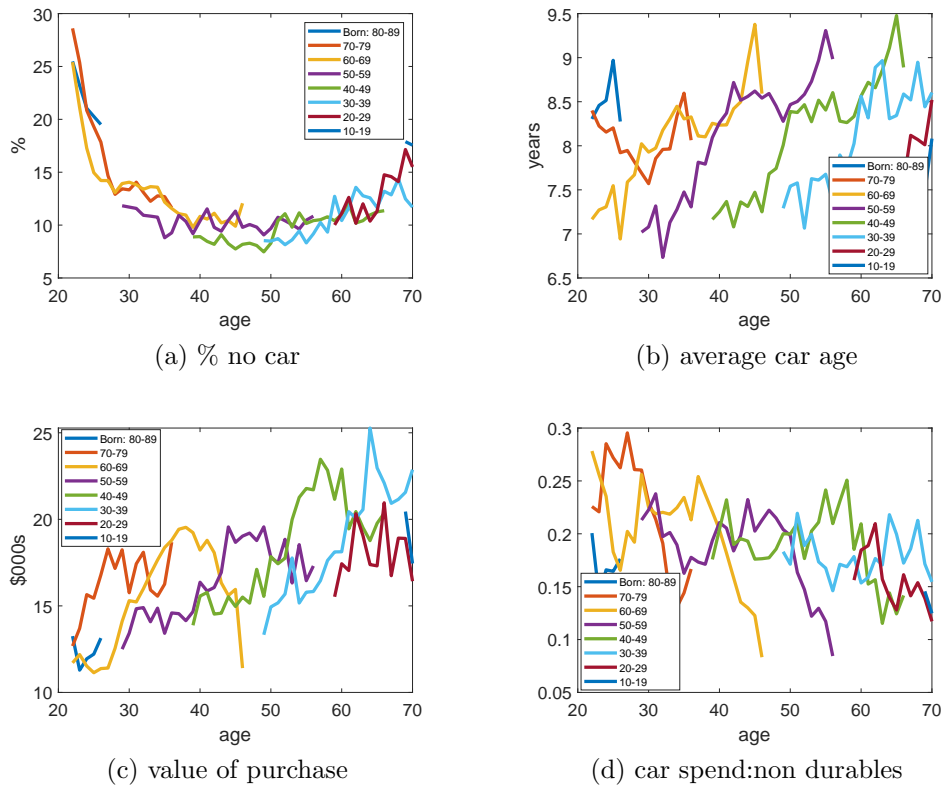 %
30
25
20
15
10
5
20 30 40 50 60 70
age
Born: 80-89
70-79
60-69
50-59
40-49
30-39
20-29
10-19
(a) % no car
years
9.5
9
8.5
8
7.5
7
6.5
20 30 40 50 60 70
age
Born: 80-89
70-79
60-69
50-59
40-49
30-39
20-29
10-19
(b) average car age
$000s
25
20
15
10
20 30 40 50 60 70
age
Born: 80-89
70-79
60-69
50-59
40-49
30-39
20-29
10-19
(c) value of purchase
0.3
0.25
0.2
0.15
0.1
0.05
20 30 40 50 60 70
age
Born: 80-89
70-79
60-69
50-59
40-49
30-39
20-29
10-19
(d) car spend:non durables